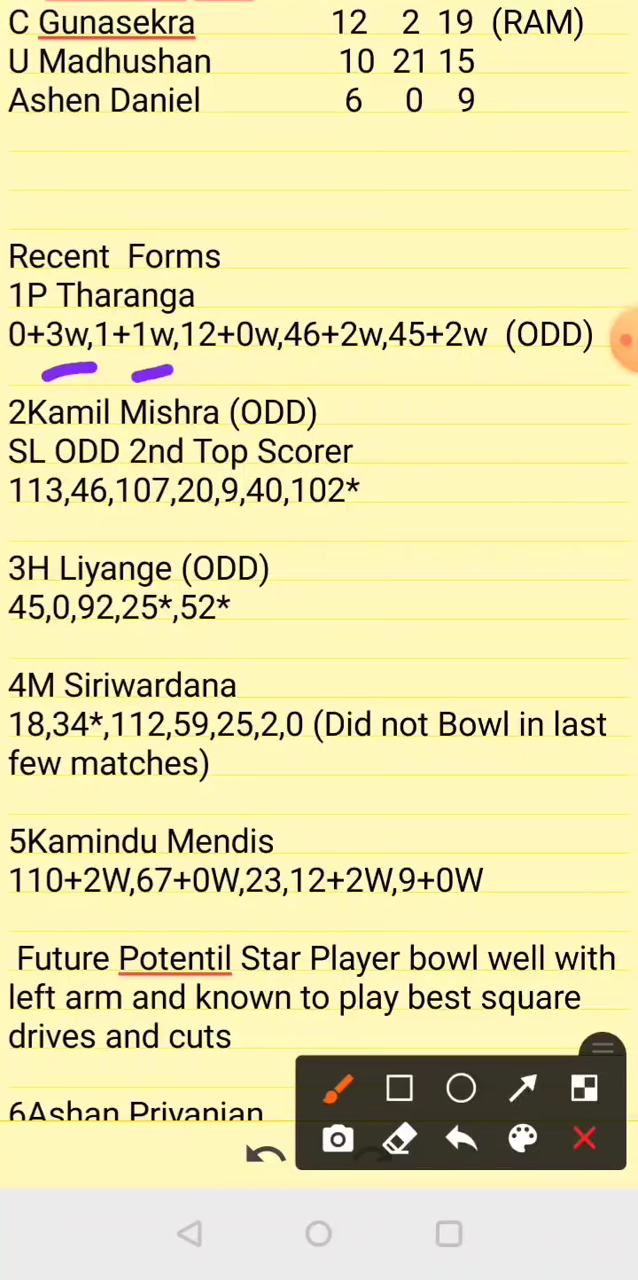 C Gunasekra 12 2 19 (RAM)
U Madhushan 10 21 15
Ashen Daniel 6 0 9
Recent Forms
1P Tharanga
0+3w,1+1w,12+0w,46+2w,45+2w (ODD)
2Kamil Mishra (ODD)
SL ODD 2nd Top Scorer
113,46,107,20,9,40,102*
3H Liyange (ODD)
45,0,92,25*,52*
4M Siriwardana
18,34*,112,59,25,2,0 (Did not Bowl in last
few matches)
5Kamindu Mendis
110+2W,67+0W,23,12+2W,9+0W
Future Potentil Star Player bowl well with
left arm and known to play best square
drives and cuts
6Ashan Priyanjan